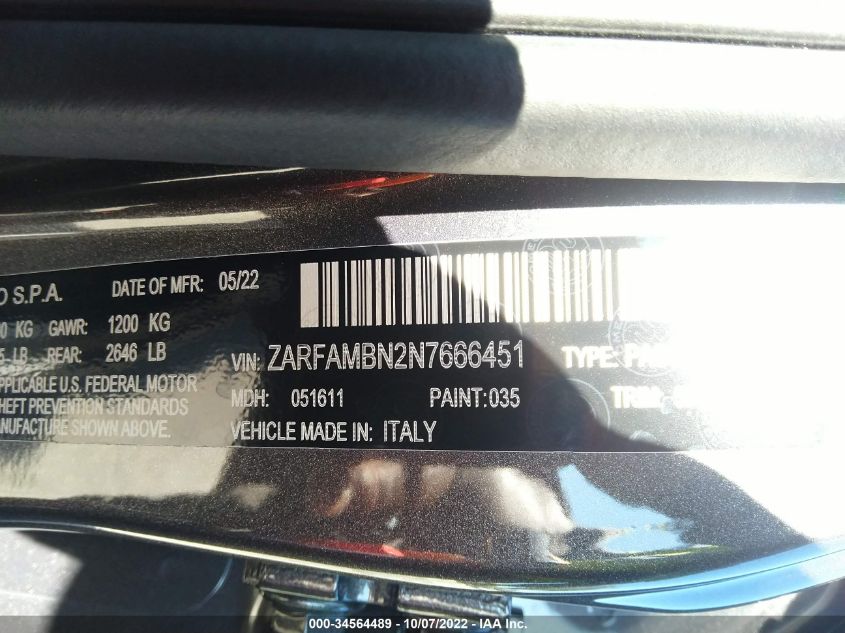 O S.P.A. DATE OF MFR: 05/22
0 KG GAWR: 1200 KG
5 LB REAR: 2646 LB
VIN: ZARFAMBN2N7666451 TYPE:
MDH: 051611 PAINT:035 TRIM:
VEHICLE MADE IN: ITALY
APPLICABLE U.S. FEDERAL MOTOR
HEFT PREVENTION STANDARDS
NUFACTURE SHOWN ABOVE.
000-34564489 - 10/07/2022 - IAA Inc.